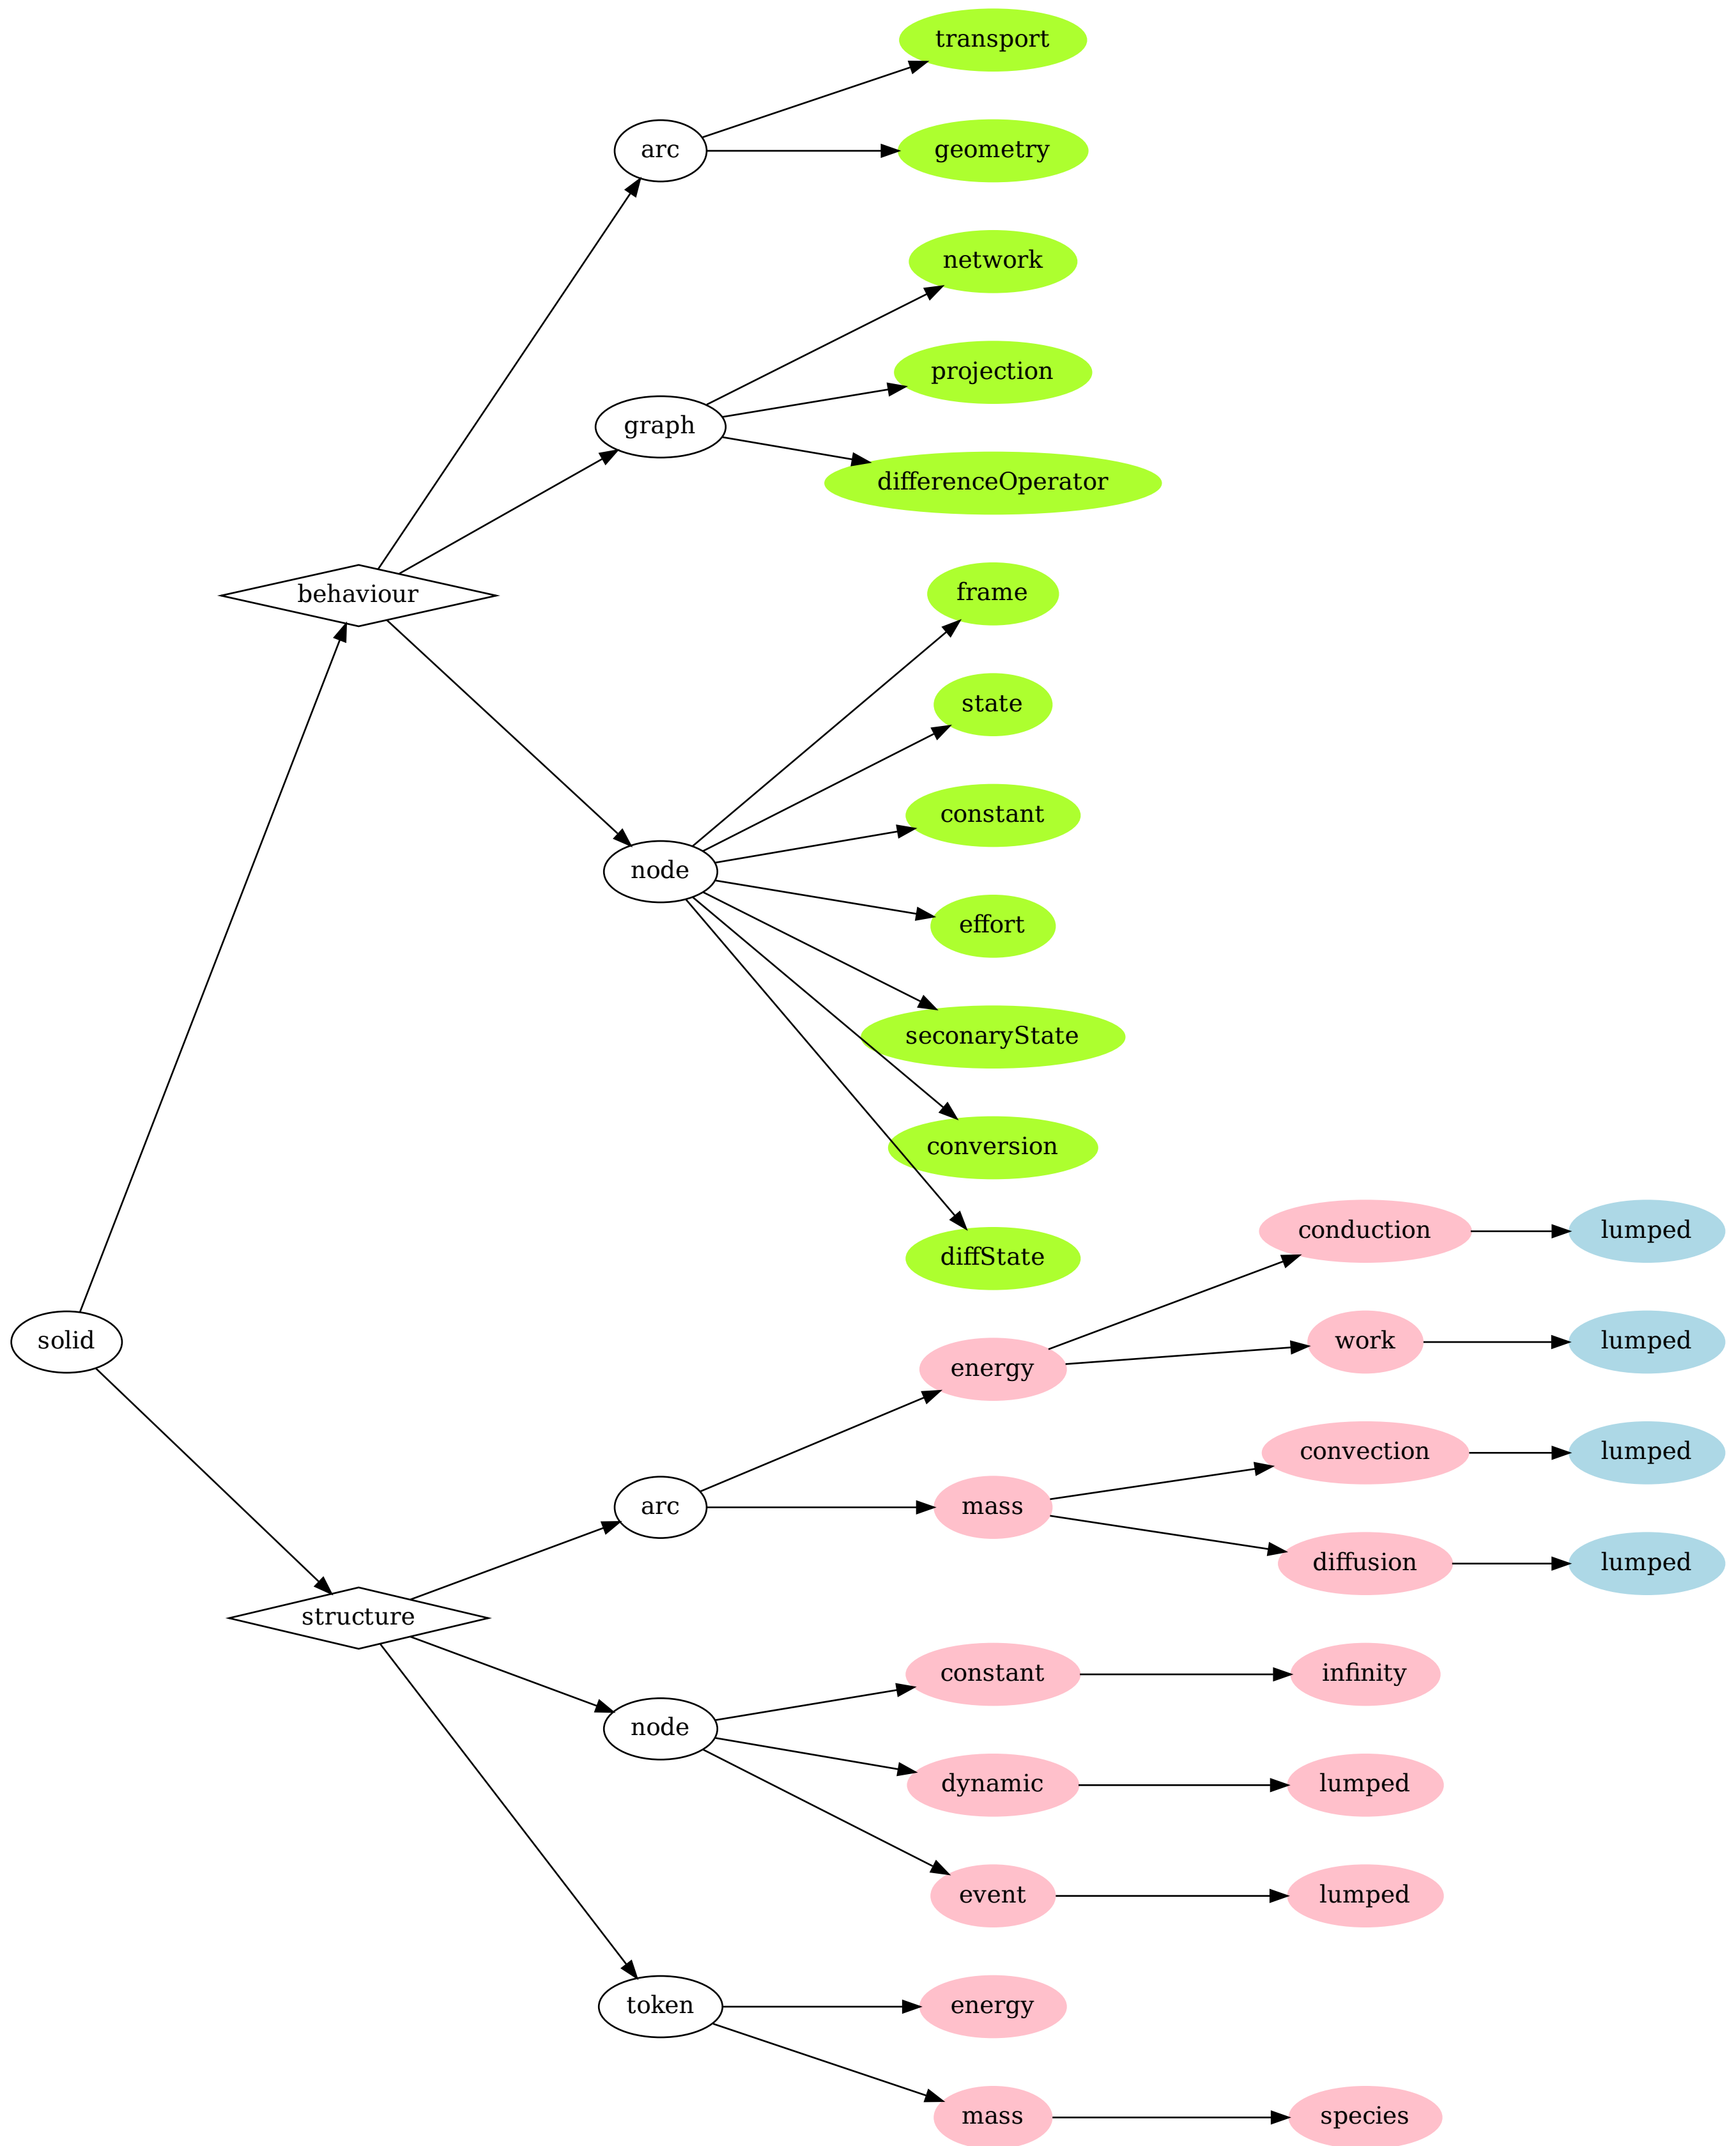 transport
arc
geometry
network
projection
graph
differenceOperator
frame
behaviour
state
constant
node
effort
seconaryState
conversion
conduction
lumped
diffState
solid
work
lumped
energy
convection
lumped
arc
mass
diffusion
lumped
structure
constant
infinity
node
dynamic
lumped
event
lumped
token
energy
mass
species